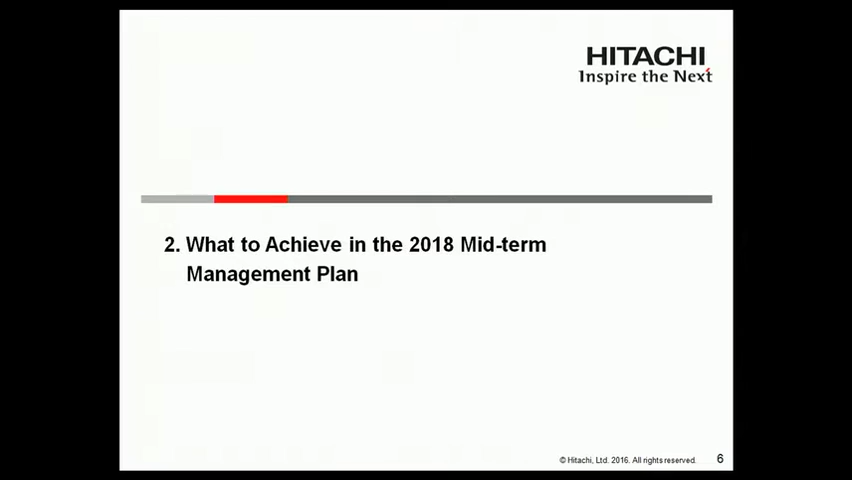 HITACHI
Inspire the Next
2. What to Achieve in the 2018 Mid-term
Management Plan
© Hitachi, Ltd. 2016. All rights reserved.
6